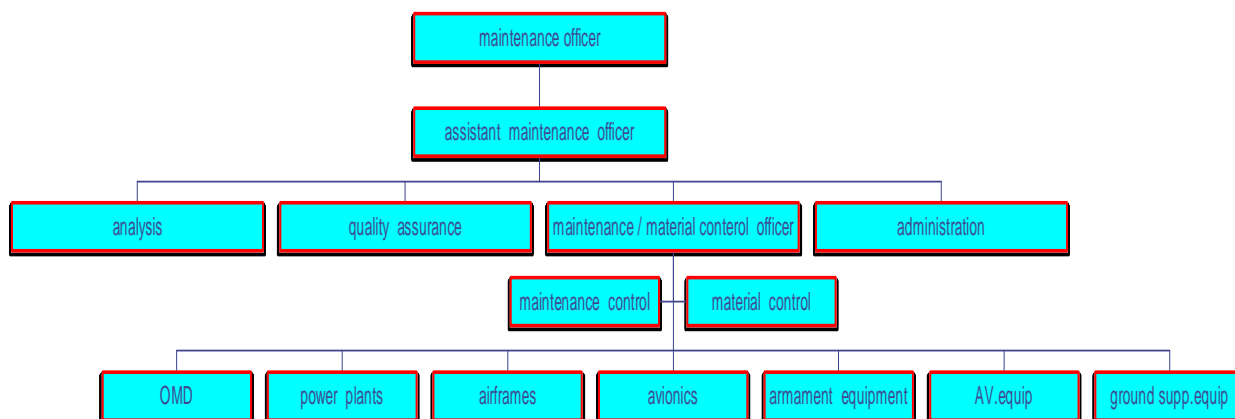 maintenance officer
assistant maintenance officer
analysis
quality assurance
maintenance / material conterol officer
administration
maintenance control
material control
OMD
power plants
airframes
avionics
armament equipment
AV.equip
ground supp.equip